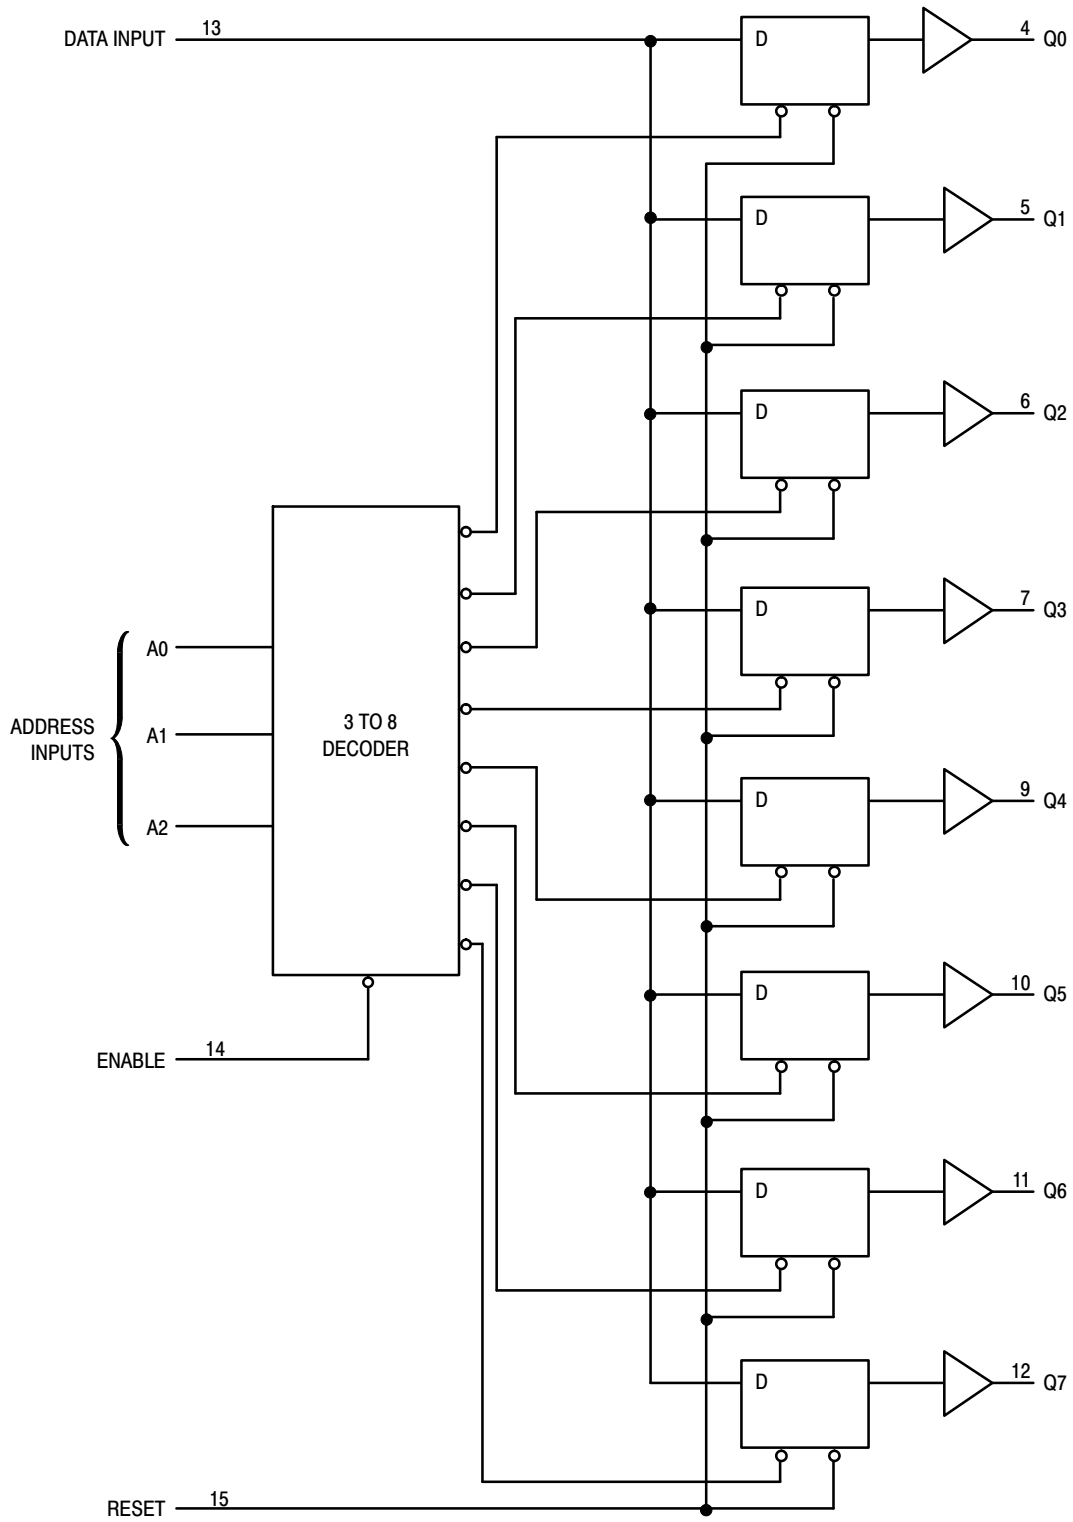 DATA INPUT 13 D 4 Q0
D 5 Q1
D 6 Q2
D 7 Q3
A0
ADDRESS INPUTS
A1
3 TO 8 DECODER
A2
D 9 Q4
D 10 Q5
ENABLE 14
D 11 Q6
D 12 Q7
RESET 15